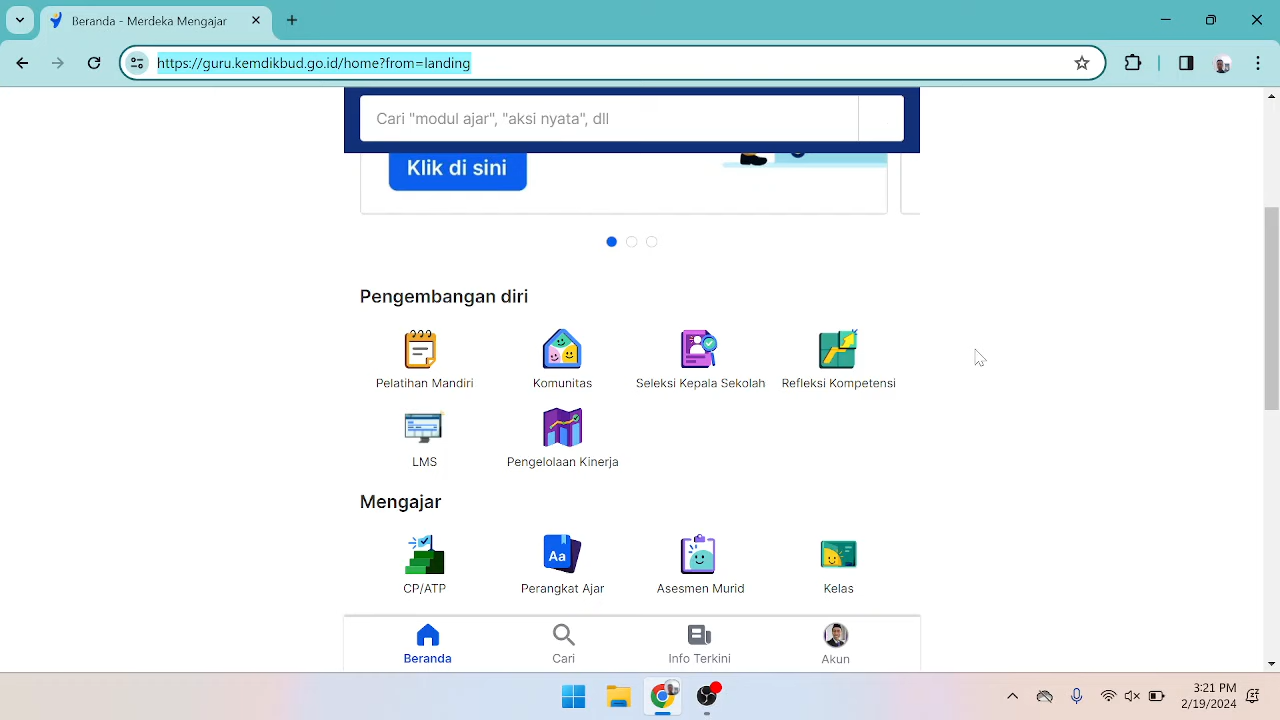 Beranda - Merdeka Mengajar
https://guru.kemdikbud.go.id/home?from=landing
Cari "modul ajar", "aksi nyata", dll
Klik di sini
Pengembangan diri
Pelatihan Mandiri
Komunitas
Seleksi Kepala Sekolah
Refleksi Kompetensi
LMS
Pengelolaan Kinerja
Mengajar
Aa
CP/ATP
Perangkat Ajar
Asesmen Murid
Kelas
Beranda
Cari
Info Terkini
Akun
3:21 PM
2/19/2024